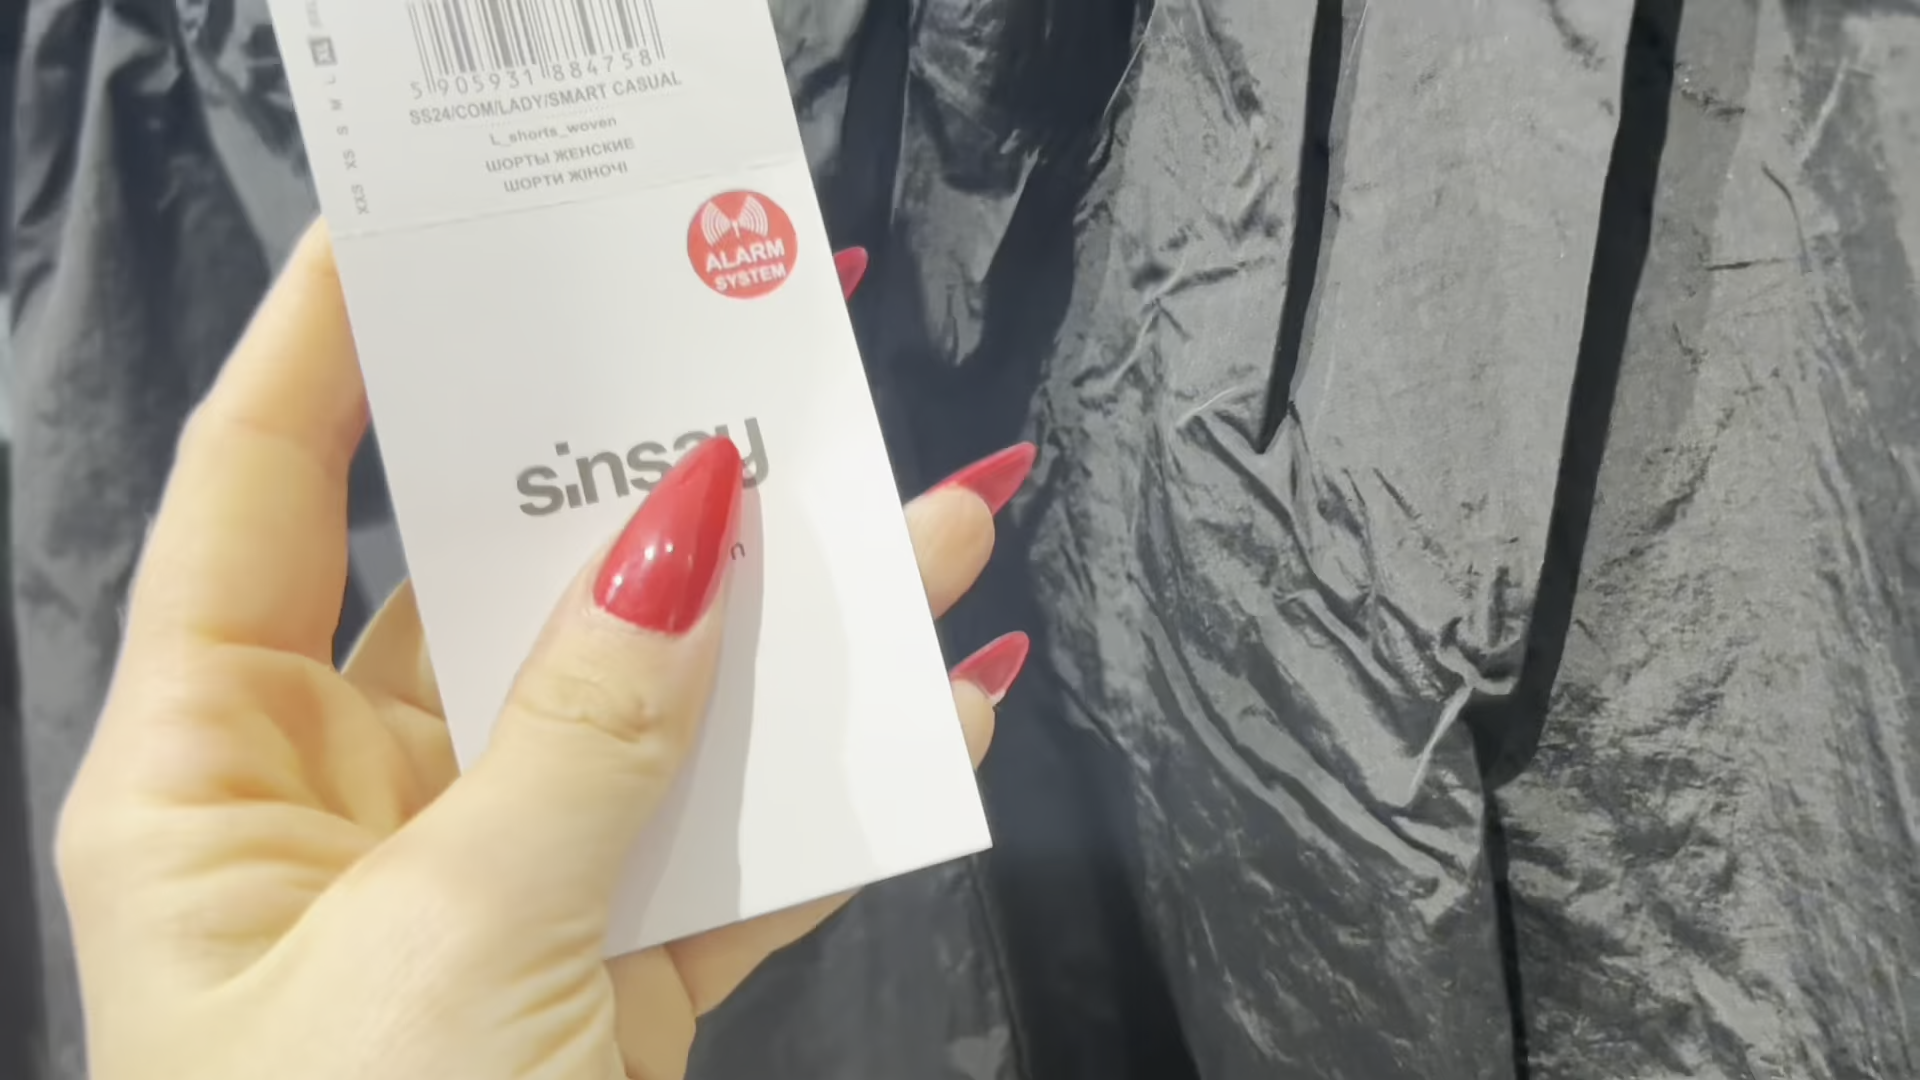 5 905931 884758
SS24/COM/LADY/SMART CASUAL
L_shorts_woven
ШОРТЫ ЖЕНСКИЕ
ШОРТИ ЖІНОЧІ
XXS XS S M L XL
ALARM
SYSTEM
sinsay